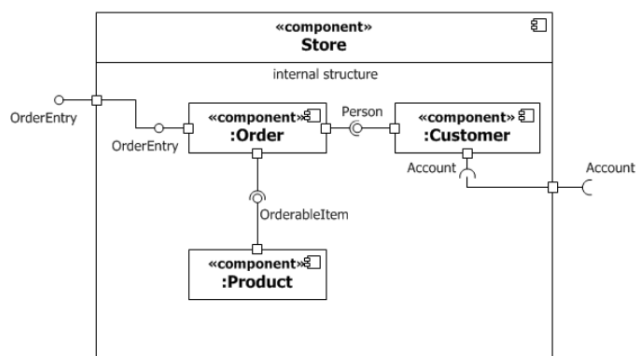 «component»
Store
internal structure
OrderEntry
OrderEntry
«component»
:Order
Person
«component»
:Customer
Account
Account
OrderableItem
«component»
:Product